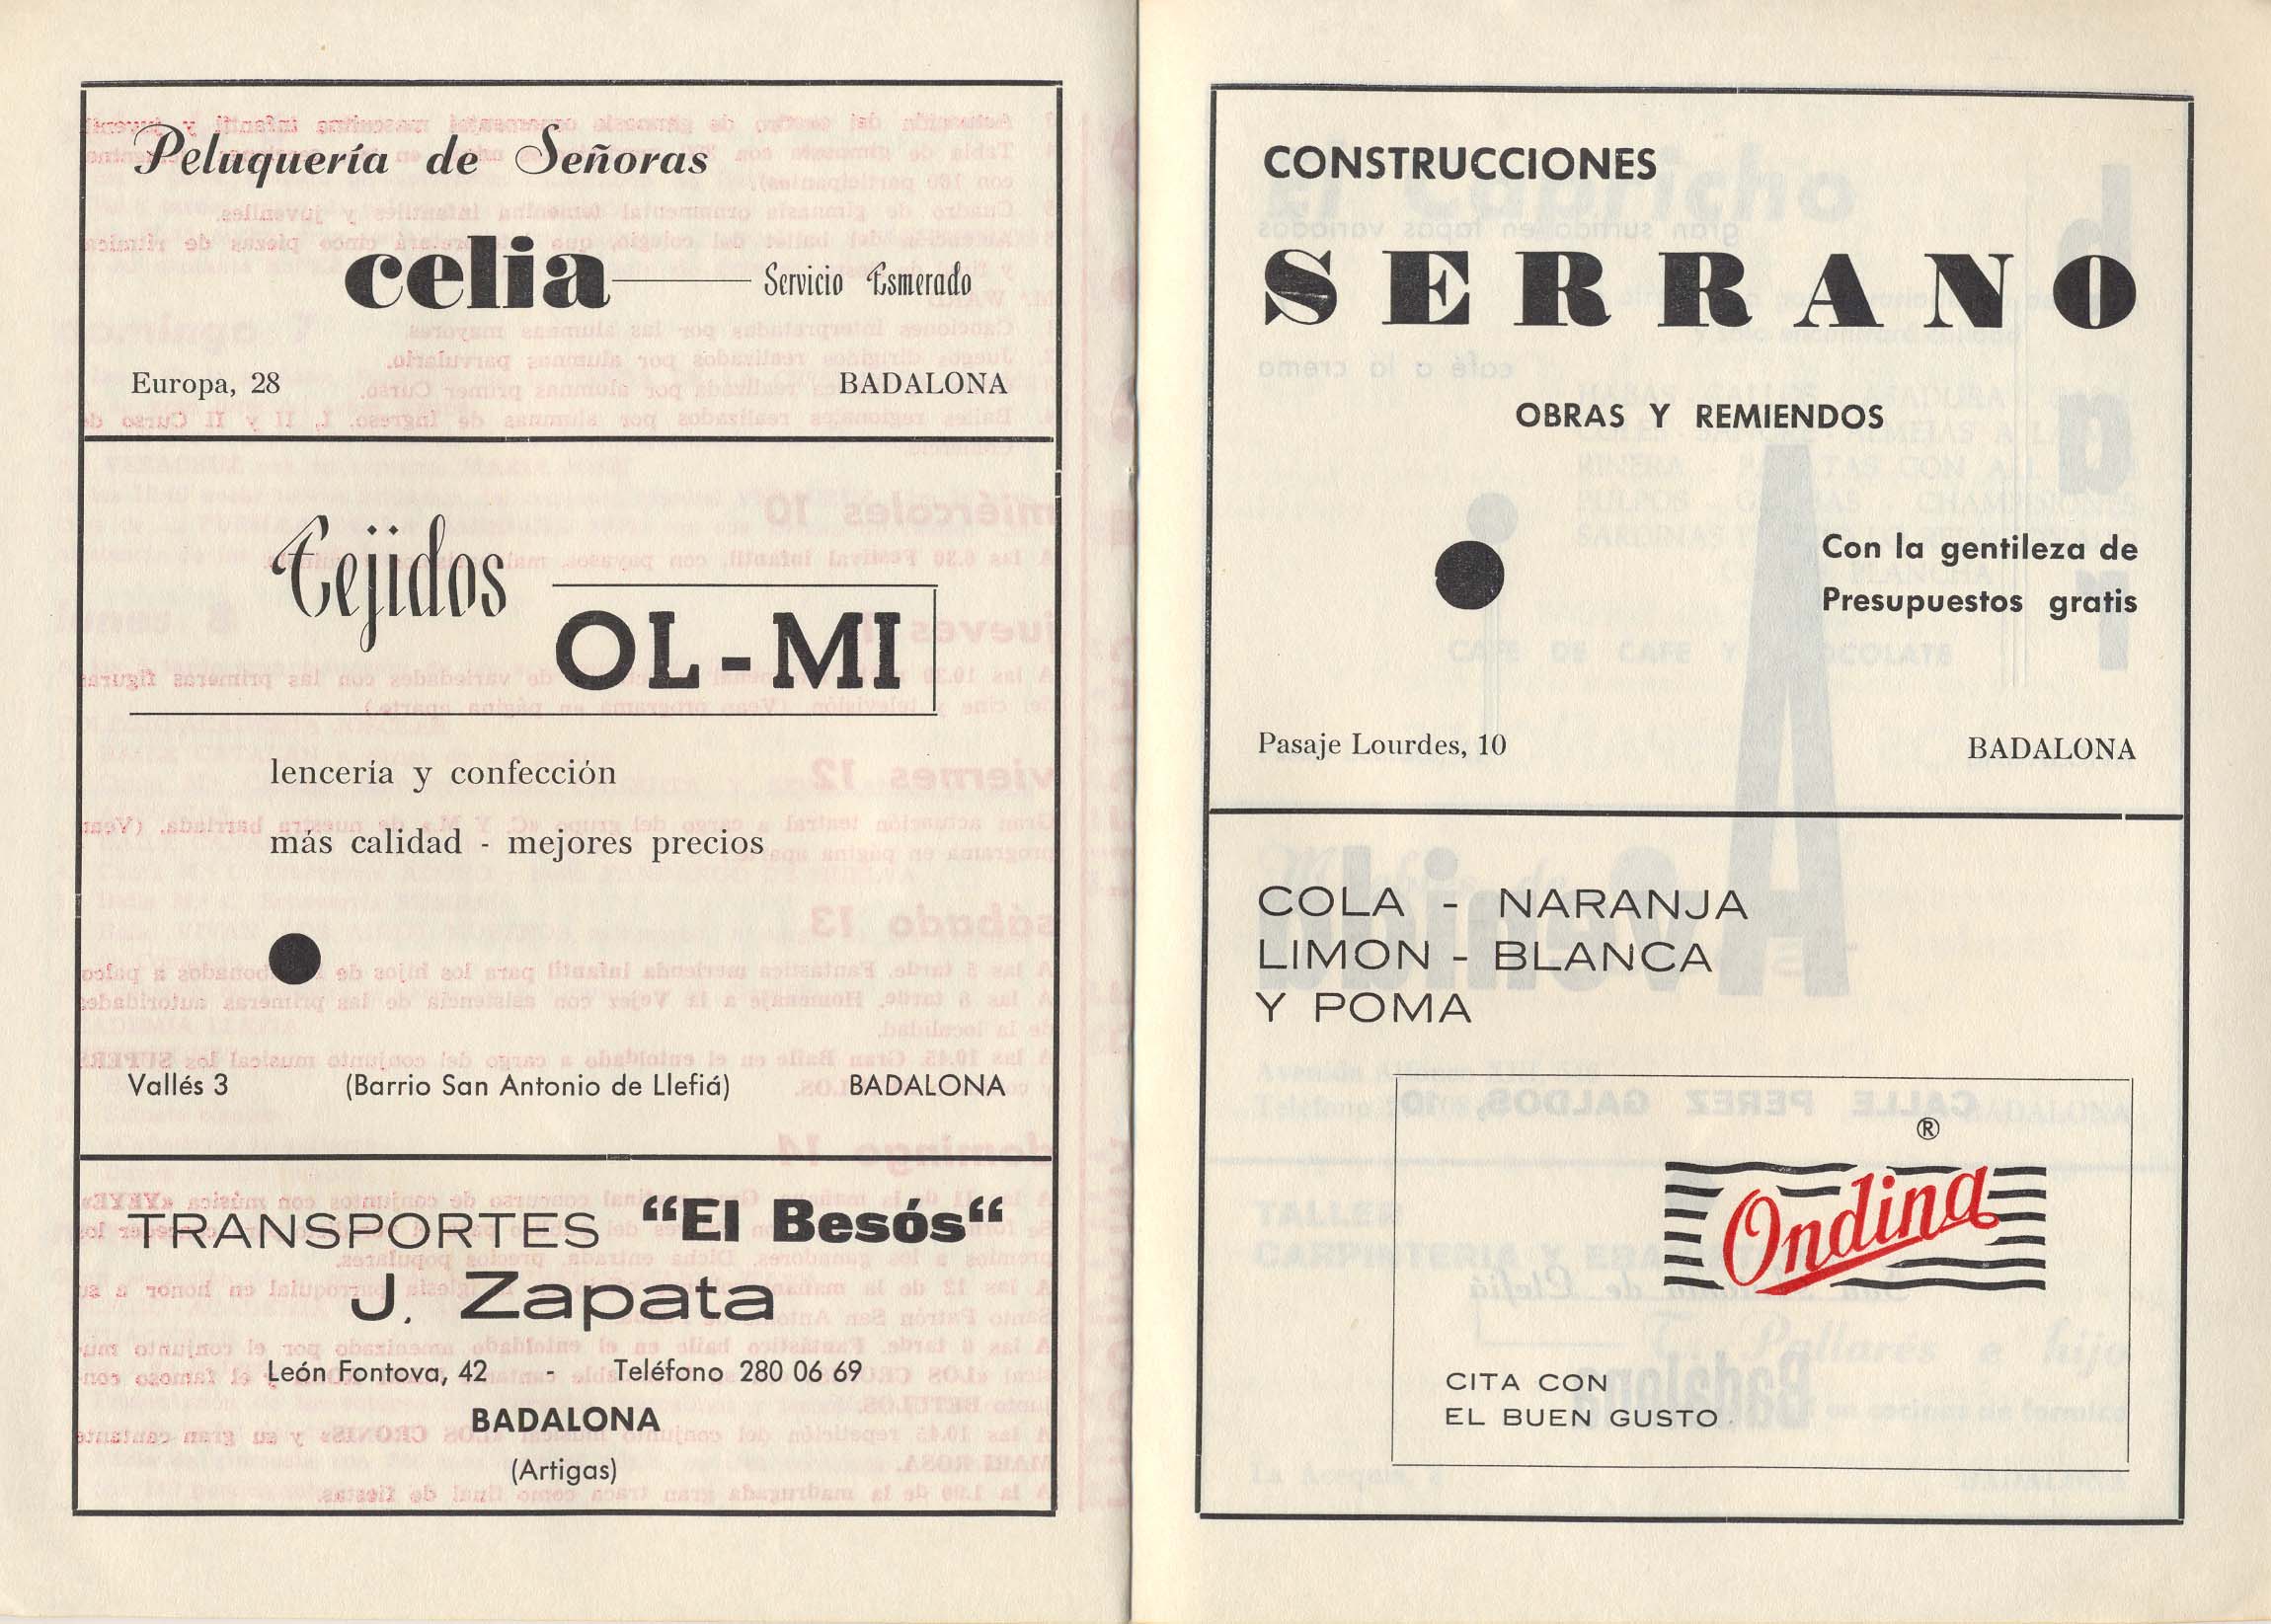 Peluquería de Señoras
celia Servicio Esmerado
Europa, 28 BADALONA
Tejidos
OL-MI
lencería y confección
más calidad - mejores precios
Vallés 3 (Barrio San Antonio de Llefiá) BADALONA
TRANSPORTES "El Besós"
J. Zapata
León Fontova, 42 - Teléfono 280 06 69
BADALONA
(Artigas)
CONSTRUCCIONES
SERRANO
OBRAS Y REMIENDOS
Con la gentileza de
Presupuestos gratis
Pasaje Lourdes, 10 BADALONA
COLA - NARANJA
LIMON - BLANCA
Y POMA
®
Ondina
CITA CON
EL BUEN GUSTO